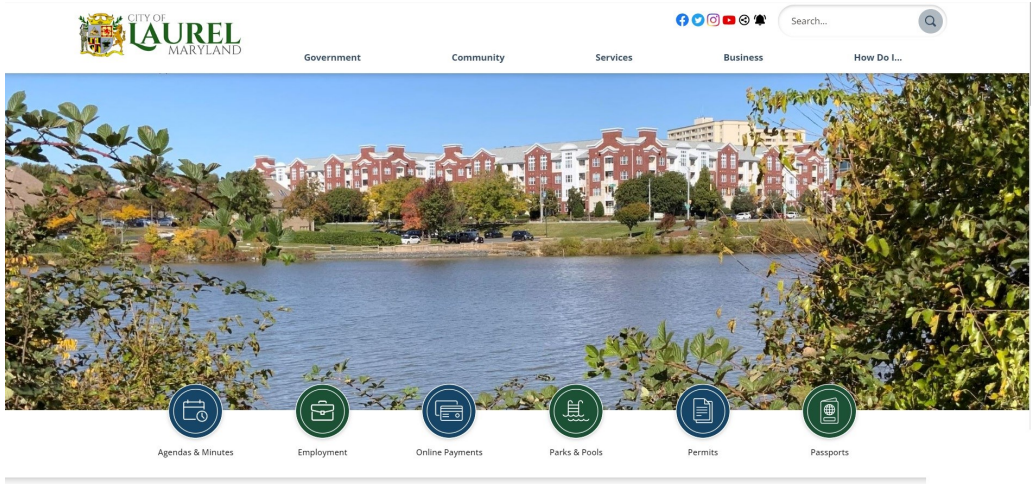 CITY OF
LAUREL
MARYLAND
Search...
Government
Community
Services
Business
How Do I...
Agendas & Minutes
Employment
Online Payments
Parks & Pools
Permits
Passports